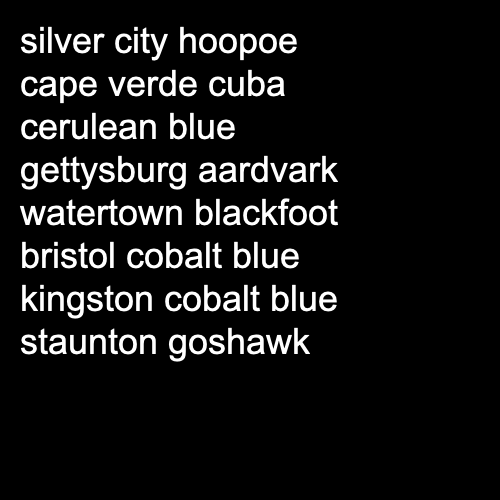 silver city hoopoe
cape verde cuba
cerulean blue
gettysburg aardvark
watertown blackfoot
bristol cobalt blue
kingston cobalt blue
staunton goshawk